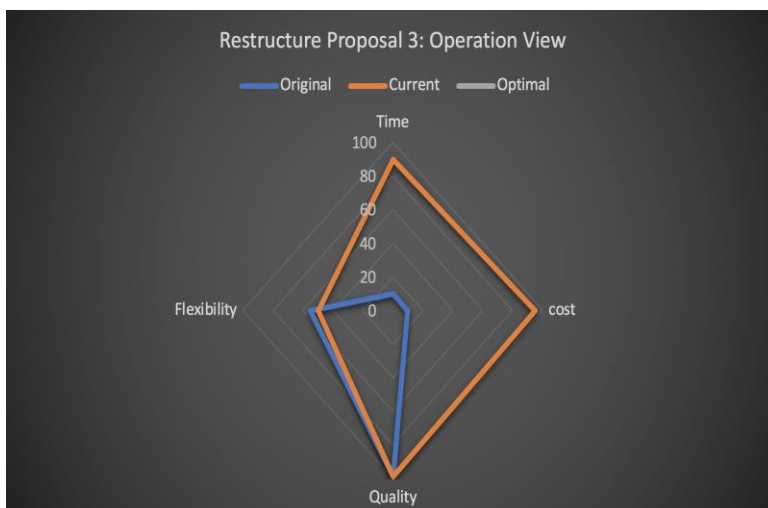 Restructure Proposal 3: Operation View
Original Current Optimal
Time
100
80
60
40
20
Flexibility 0 cost
Quality